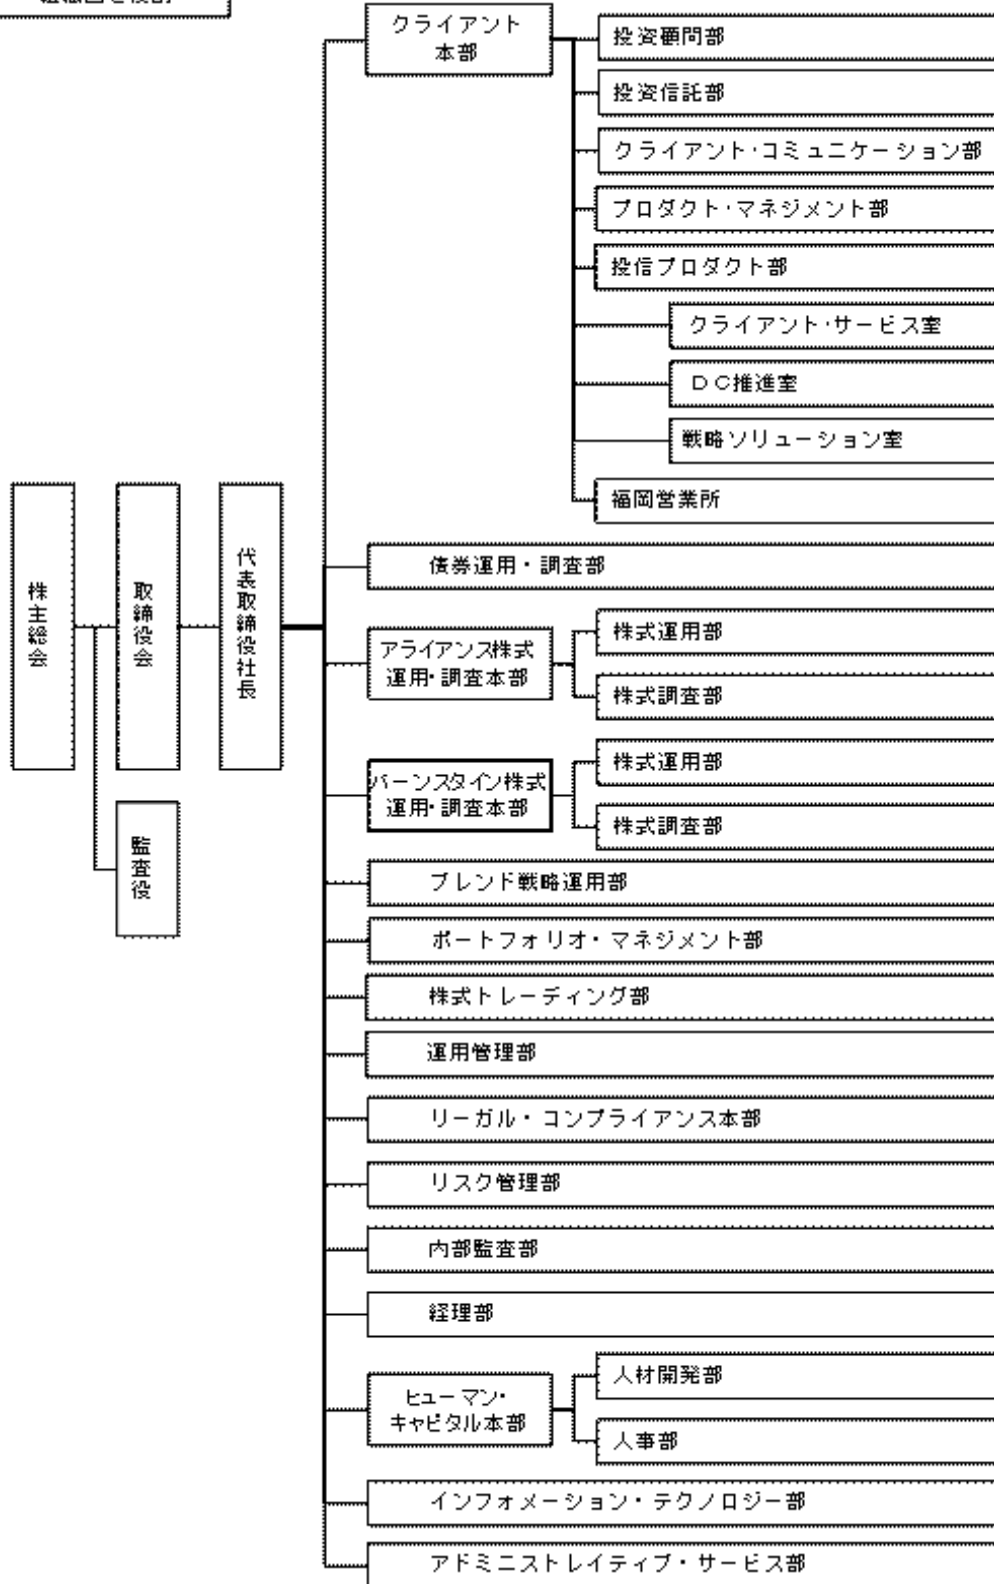 クライアント
本部
投資顧問部
投資信託部
クライアント・コミュニケーション部
プロダクト・マネジメント部
投信プロダクト部
クライアント・サービス室
ＤＣ推進室
戦略ソリューション室
福岡営業所
株主総会
取締役会
代表取締役社長
監査役
債券運用・調査部
アライアンス株式
運用・調査本部
株式運用部
株式調査部
バーンスタイン株式
運用・調査本部
株式運用部
株式調査部
ブレンド戦略運用部
ポートフォリオ・マネジメント部
株式トレーディング部
運用管理部
リーガル・コンプライアンス本部
リスク管理部
内部監査部
経理部
ヒューマン・
キャピタル本部
人材開発部
人事部
インフォメーション・テクノロジー部
アドミニストレイティブ・サービス部